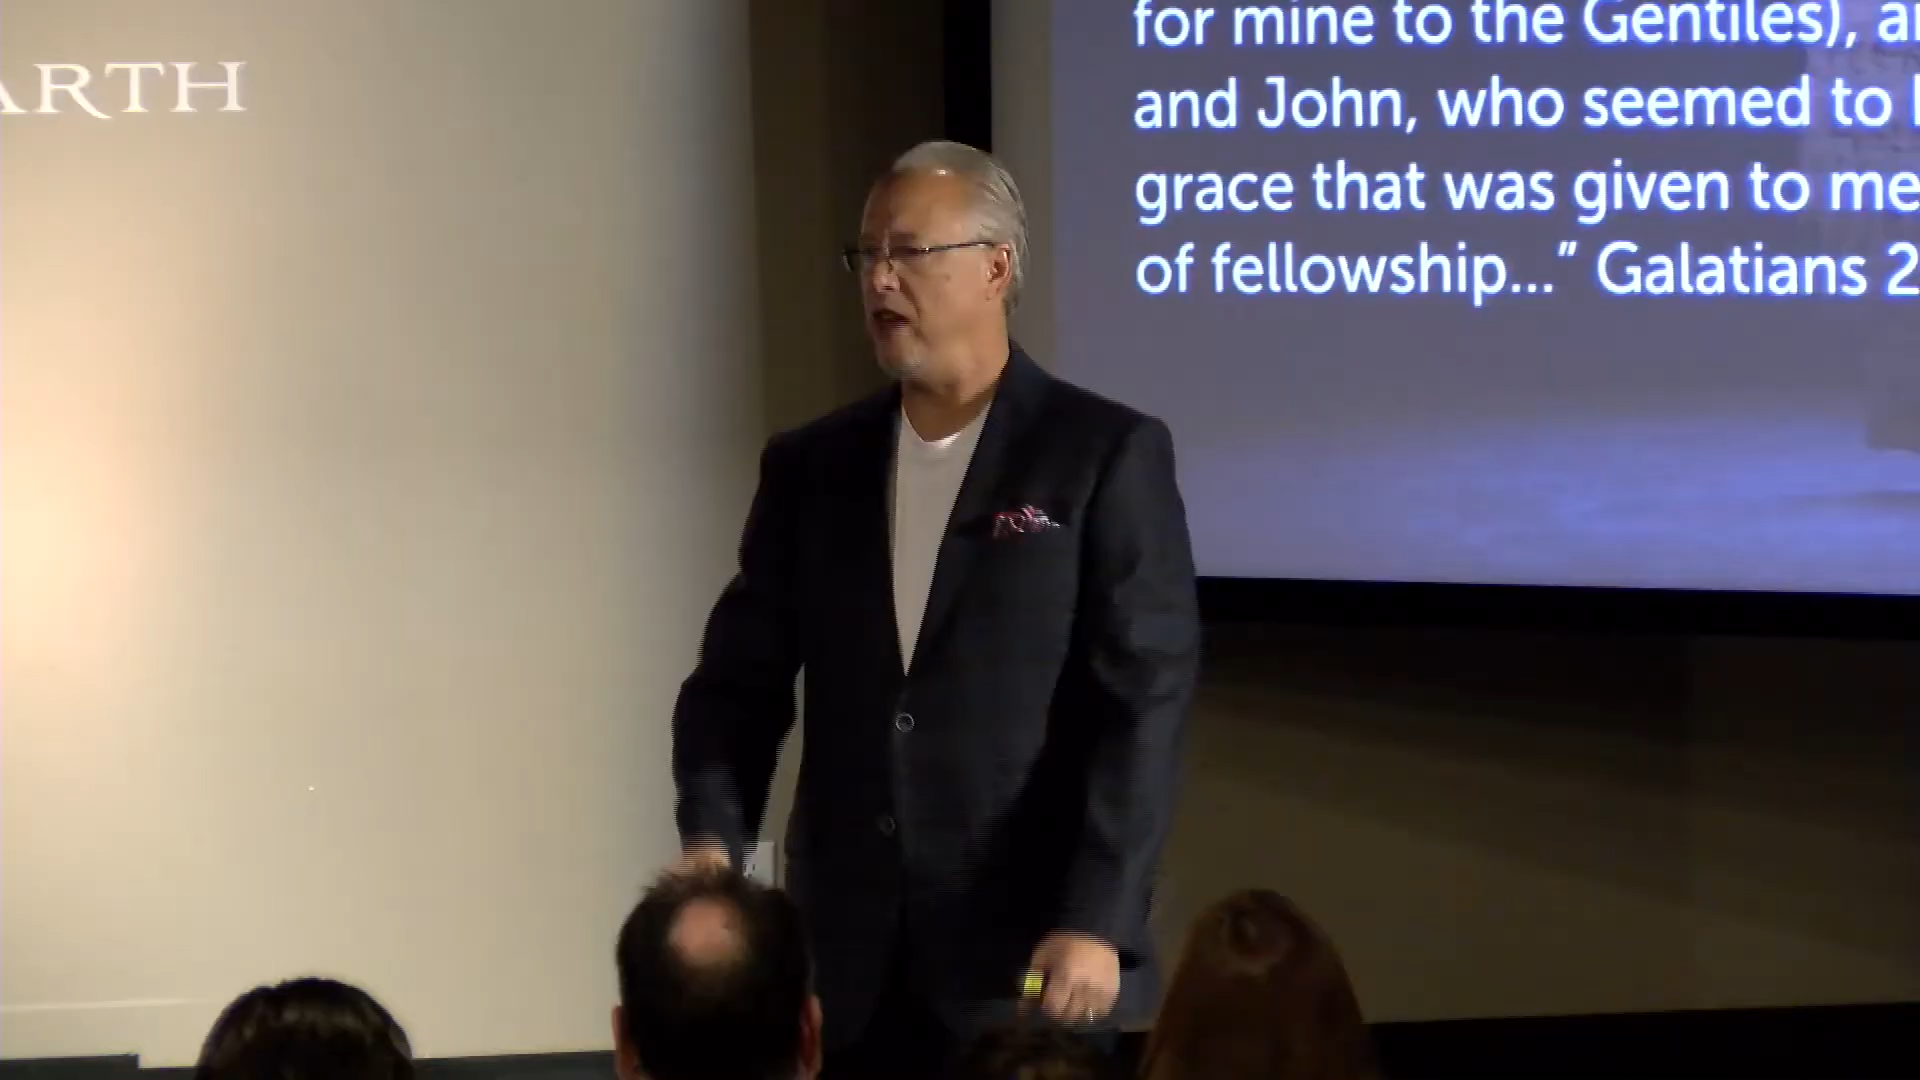 ARTH
for mine to the Gentiles),
and John, who seemed to
grace that was given to me
of fellowship...” Galatians 2